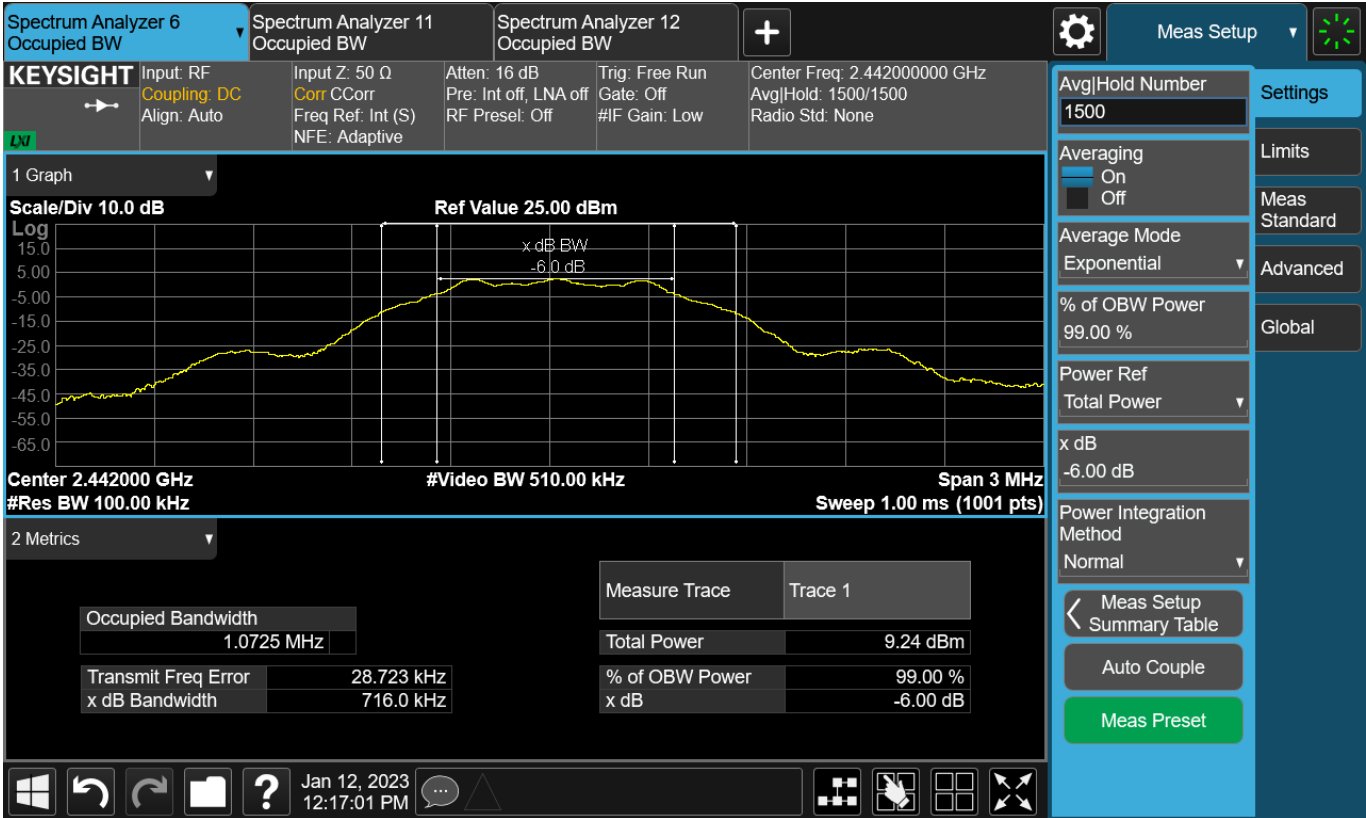 Spectrum Analyzer 6
Occupied BW
Spectrum Analyzer 11
Occupied BW
Spectrum Analyzer 12
Occupied BW
Meas Setup
KEYSIGHT
LXI
Input: RF
Coupling: DC
Align: Auto
Input Z: 50 Ω
Corr CCorr
Freq Ref: Int (S)
NFE: Adaptive
Atten: 16 dB
Pre: Int off, LNA off
RF Presel: Off
Trig: Free Run
Gate: Off
#IF Gain: Low
Center Freq: 2.442000000 GHz
Avg|Hold: 1500/1500
Radio Std: None
1 Graph
Scale/Div 10.0 dB
Ref Value 25.00 dBm
Log
15.0
5.00
-5.00
-15.0
-25.0
-35.0
-45.0
-55.0
-65.0
x dB BW
-6.0 dB
Center 2.442000 GHz
#Video BW 510.00 kHz
Span 3 MHz
#Res BW 100.00 kHz
Sweep 1.00 ms (1001 pts)
2 Metrics
Occupied Bandwidth
1.0725 MHz
Transmit Freq Error 28.723 kHz
x dB Bandwidth 716.0 kHz
Measure Trace Trace 1
Total Power 9.24 dBm
% of OBW Power 99.00 %
x dB -6.00 dB
Jan 12, 2023
12:17:01 PM
Avg|Hold Number
1500
Averaging
On
Off
Average Mode
Exponential
% of OBW Power
99.00 %
Power Ref
Total Power
x dB
-6.00 dB
Power Integration
Method
Normal
Meas Setup
Summary Table
Auto Couple
Meas Preset
Settings
Limits
Meas
Standard
Advanced
Global